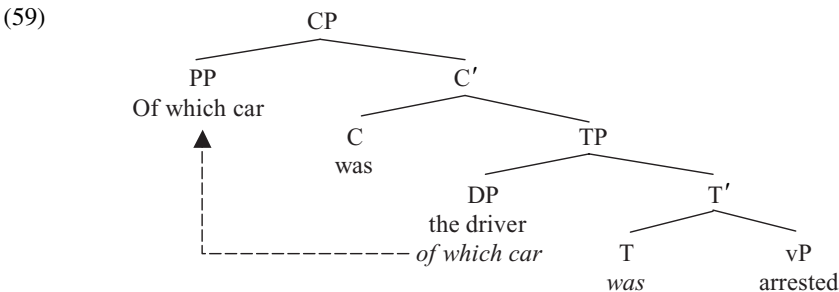 (59)
CP
PP C′
Of which car
C TP
was
DP T′
the driver
of which car T vP
was arrested